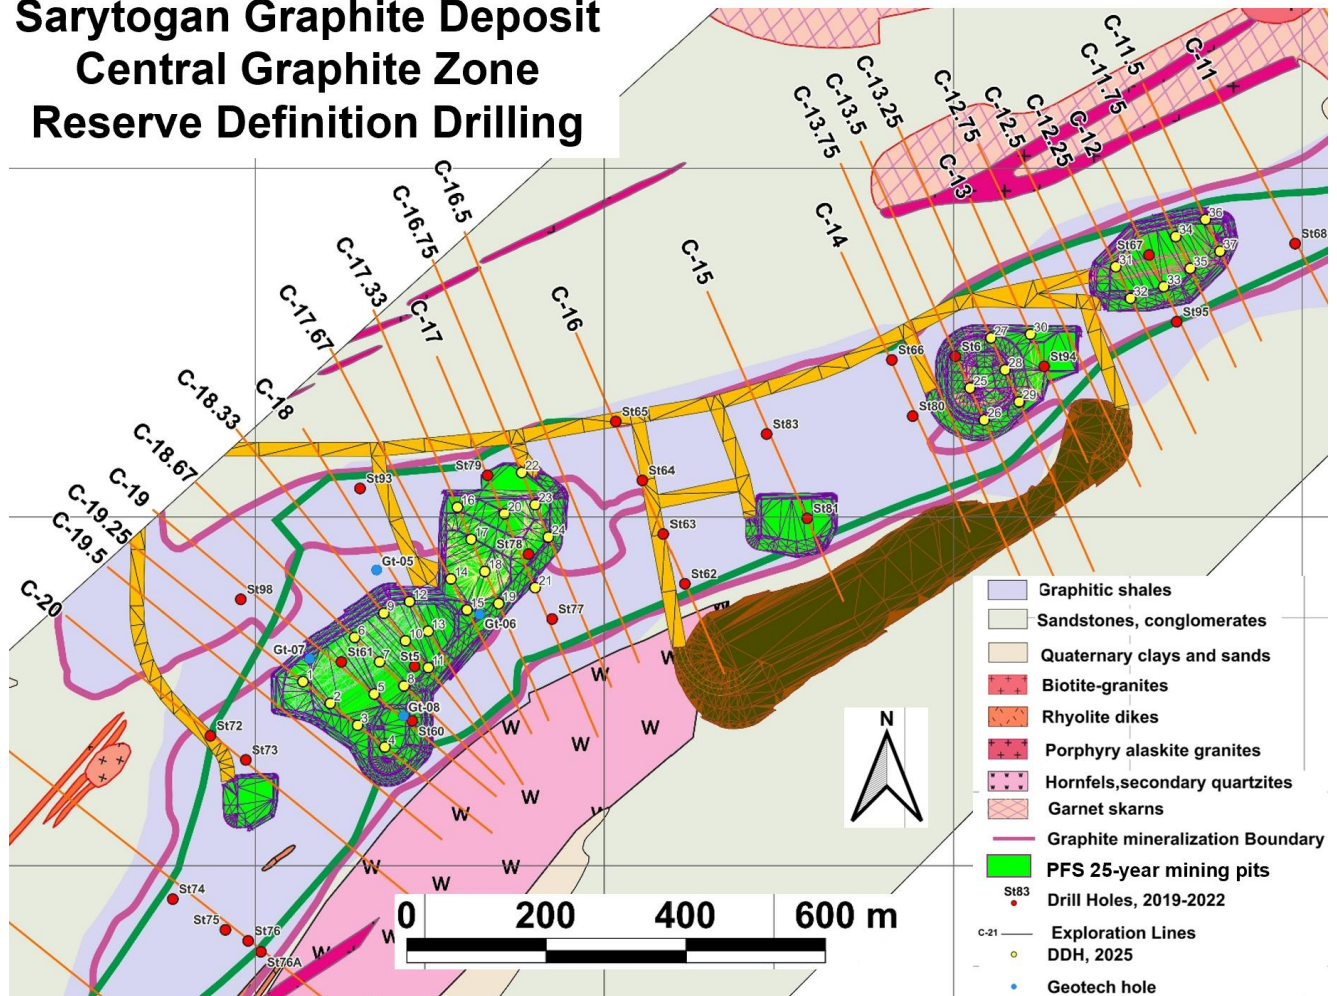 Sarytogan Graphite Deposit
Central Graphite Zone
Reserve Definition Drilling
C-11
C-11.5
C-11.75
C-12
C-12.25
C-12.5
C-12.75
C-13
C-13.25
C-13.5
C-13.75
C-14
C-15
C-16
C-16.5
C-16.75
C-17
C-17.33
C-17.67
C-18
C-18.33
C-18.67
C-19
C-19.25
C-19.5
C-20
36
34
37
St67
31
35
33
32
St68
St95
27
30
St6
St66
28
St94
25
29
St80
26
St65
St83
St79
22
St93
St64
16
23
20
St81
17
24
St63
St78
Gt-05
18
14
21
St62
St98
12
9
15
19
Gt-06
St77
13
6
10
Gt-07
St61
7
St5
11
1
5
8
2
Gt-08
3
St60
4
St72
St73
W
W
W
W
W
W
W
W
W
W
W
W
St74
St75
St76
St76A
N
0 200 400 600 m
Graphitic shales
Sandstones, conglomerates
Quaternary clays and sands
Biotite-granites
Rhyolite dikes
Porphyry alaskite granites
Hornfels,secondary quartzites
Garnet skarns
Graphite mineralization Boundary
PFS 25-year mining pits
St83
Drill Holes, 2019-2022
C-21
Exploration Lines
DDH, 2025
Geotech hole